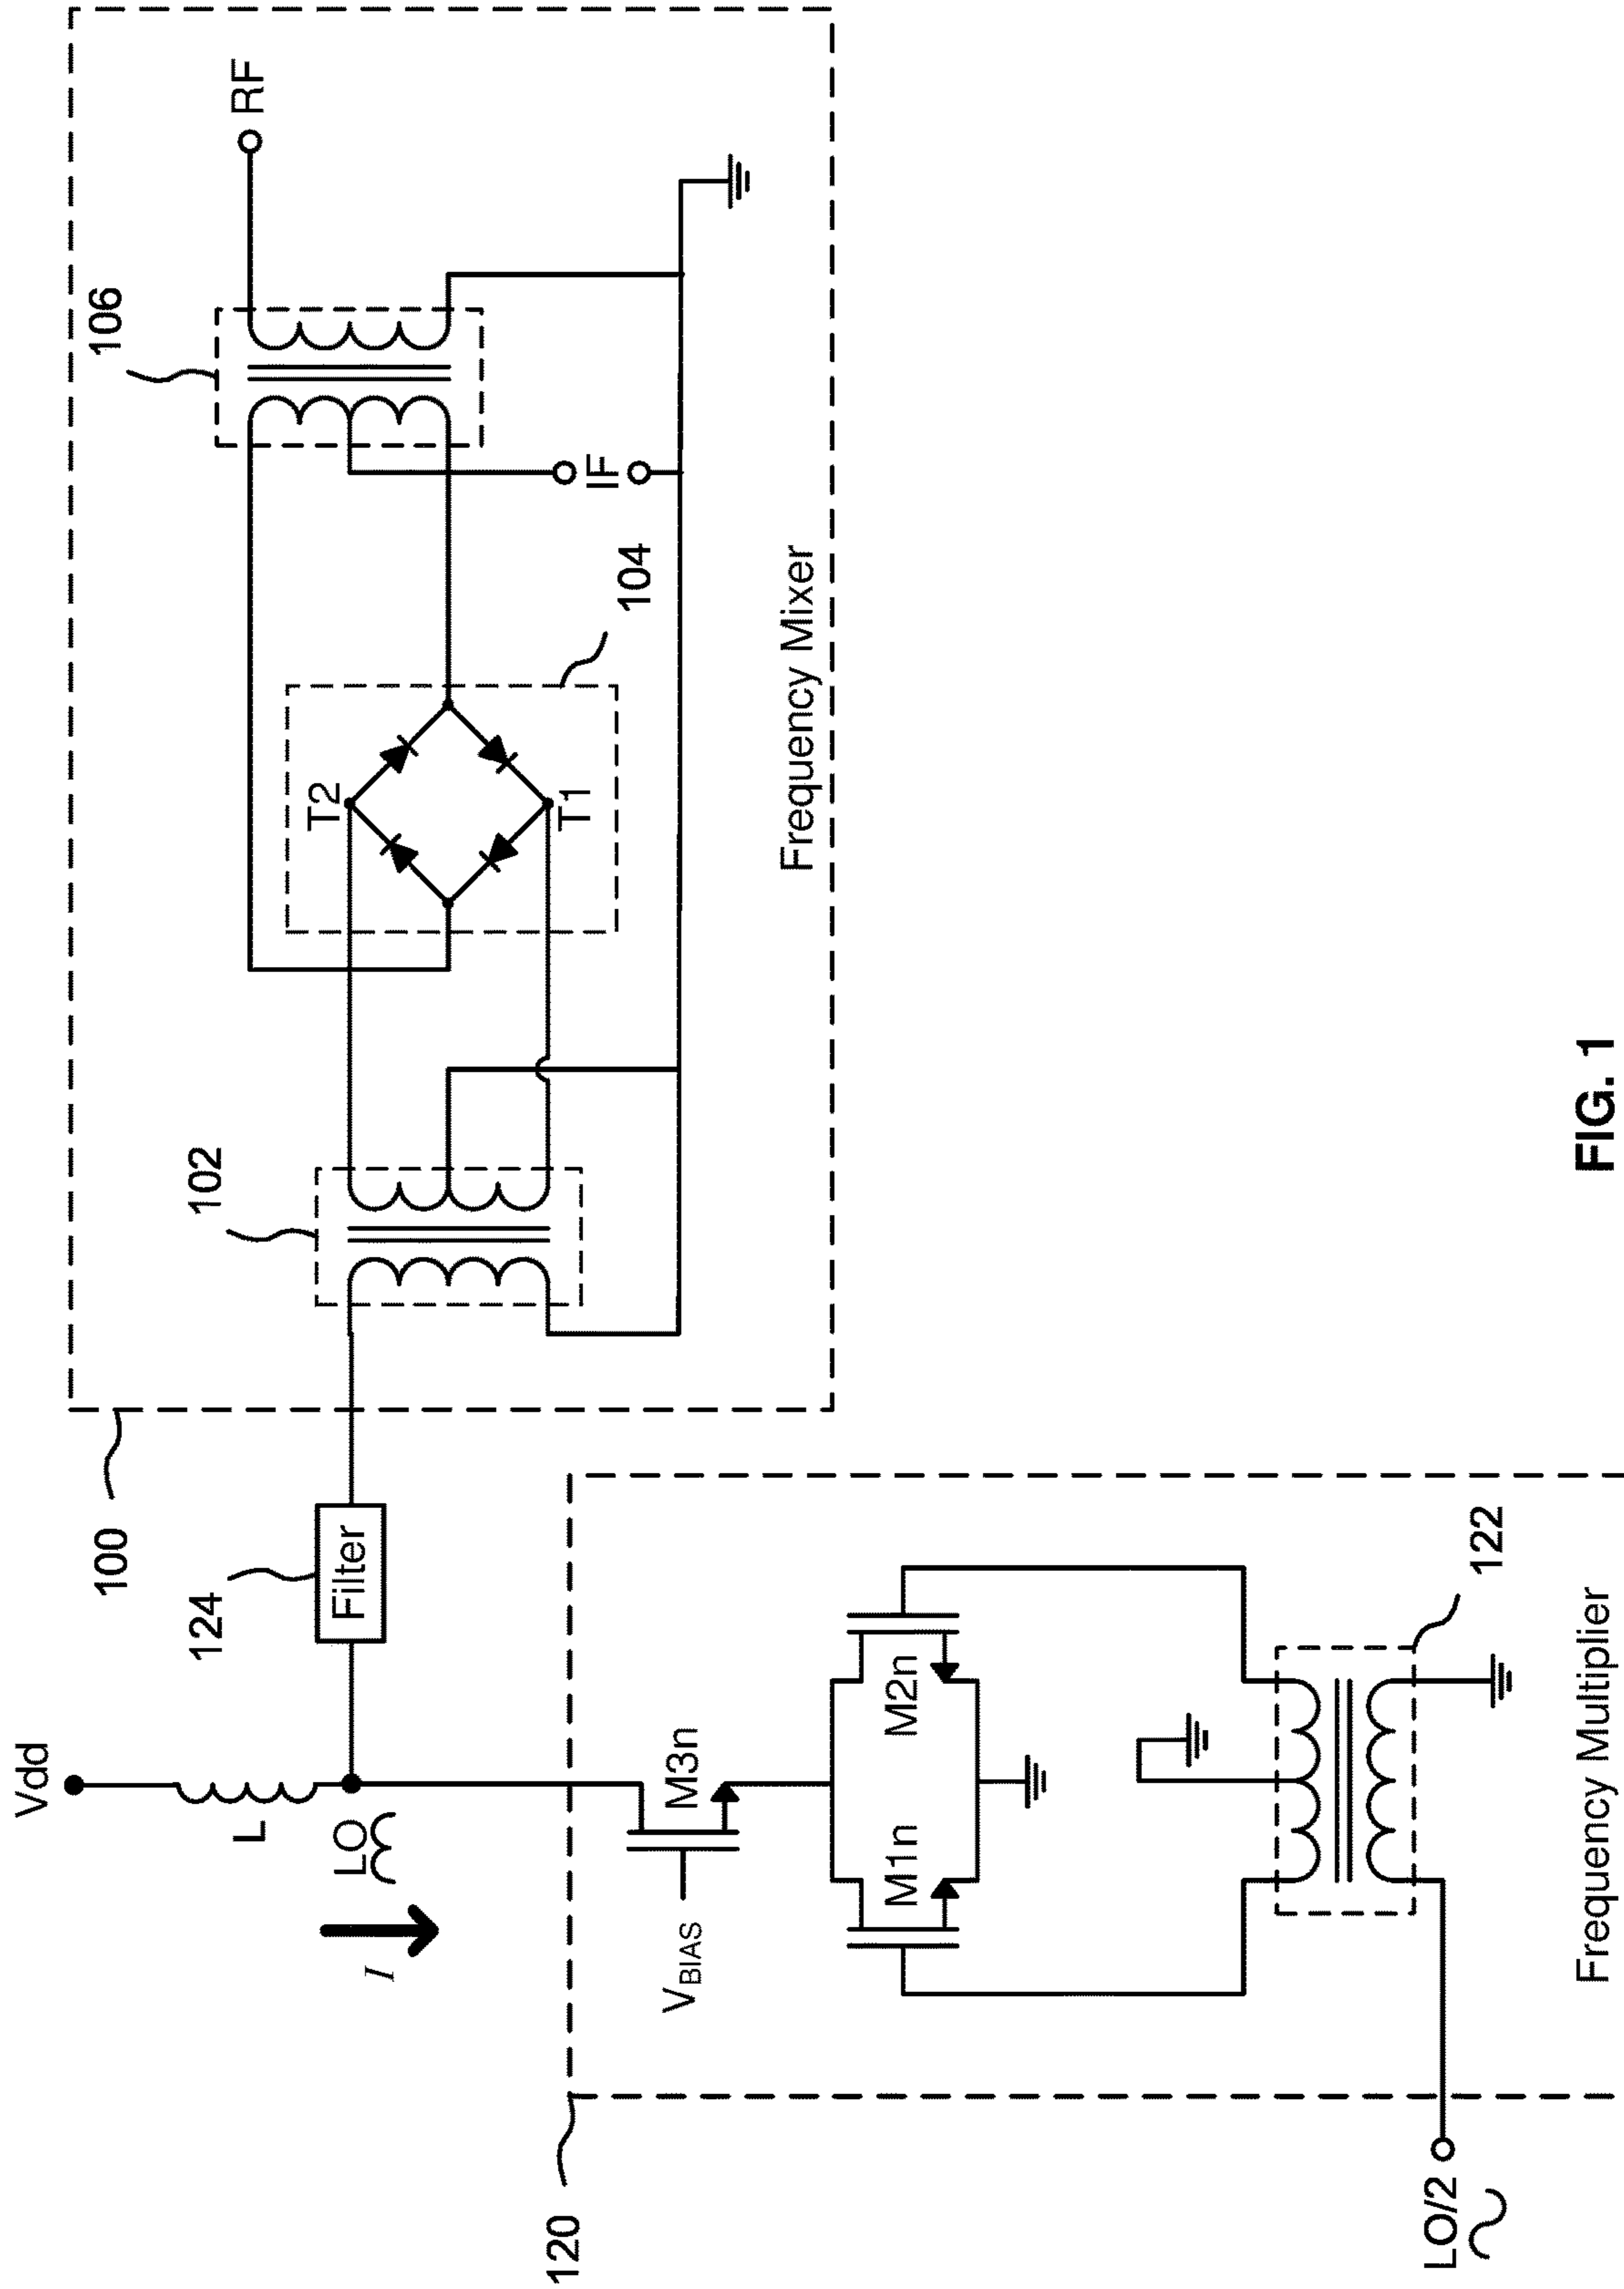 Vdd
L
LO
I
124
Filter
100
102
T2
T1
104
106
RF
IF
Frequency Mixer
120
VBIAS
M3n
M1n
M2n
122
LO/2
Frequency Multiplier
FIG. 1